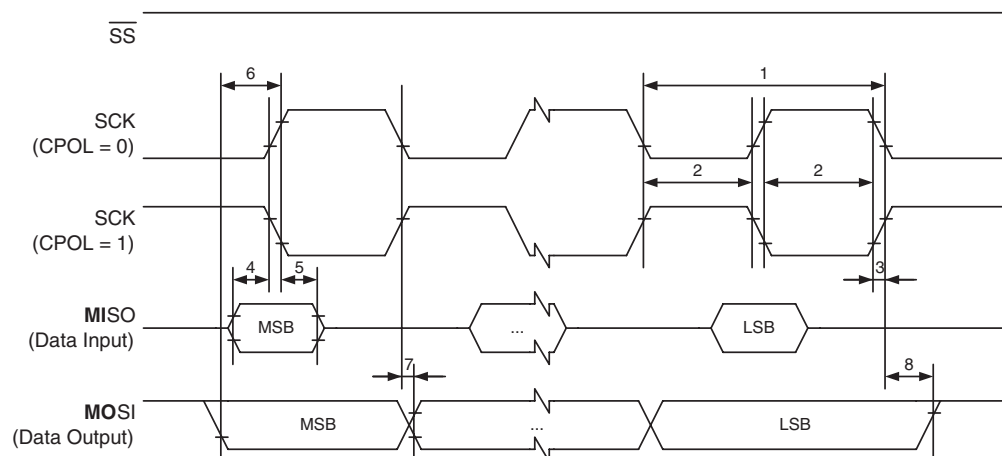 SS
6
1
SCK
(CPOL = 0)
2
2
SCK
(CPOL = 1)
4
5
3
MISO
(Data Input)
MSB
...
LSB
7
8
MOSI
(Data Output)
MSB
...
LSB